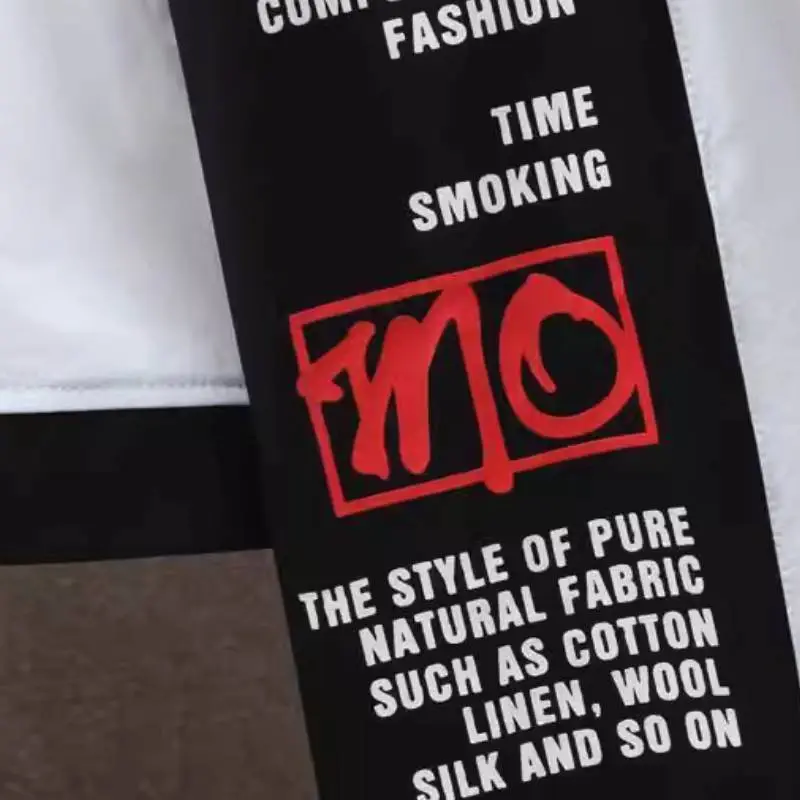 FASHION
TIME
SMOKING
MO
THE STYLE OF PURE
NATURAL FABRIC
SUCH AS COTTON
LINEN, WOOL
SILK AND SO ON